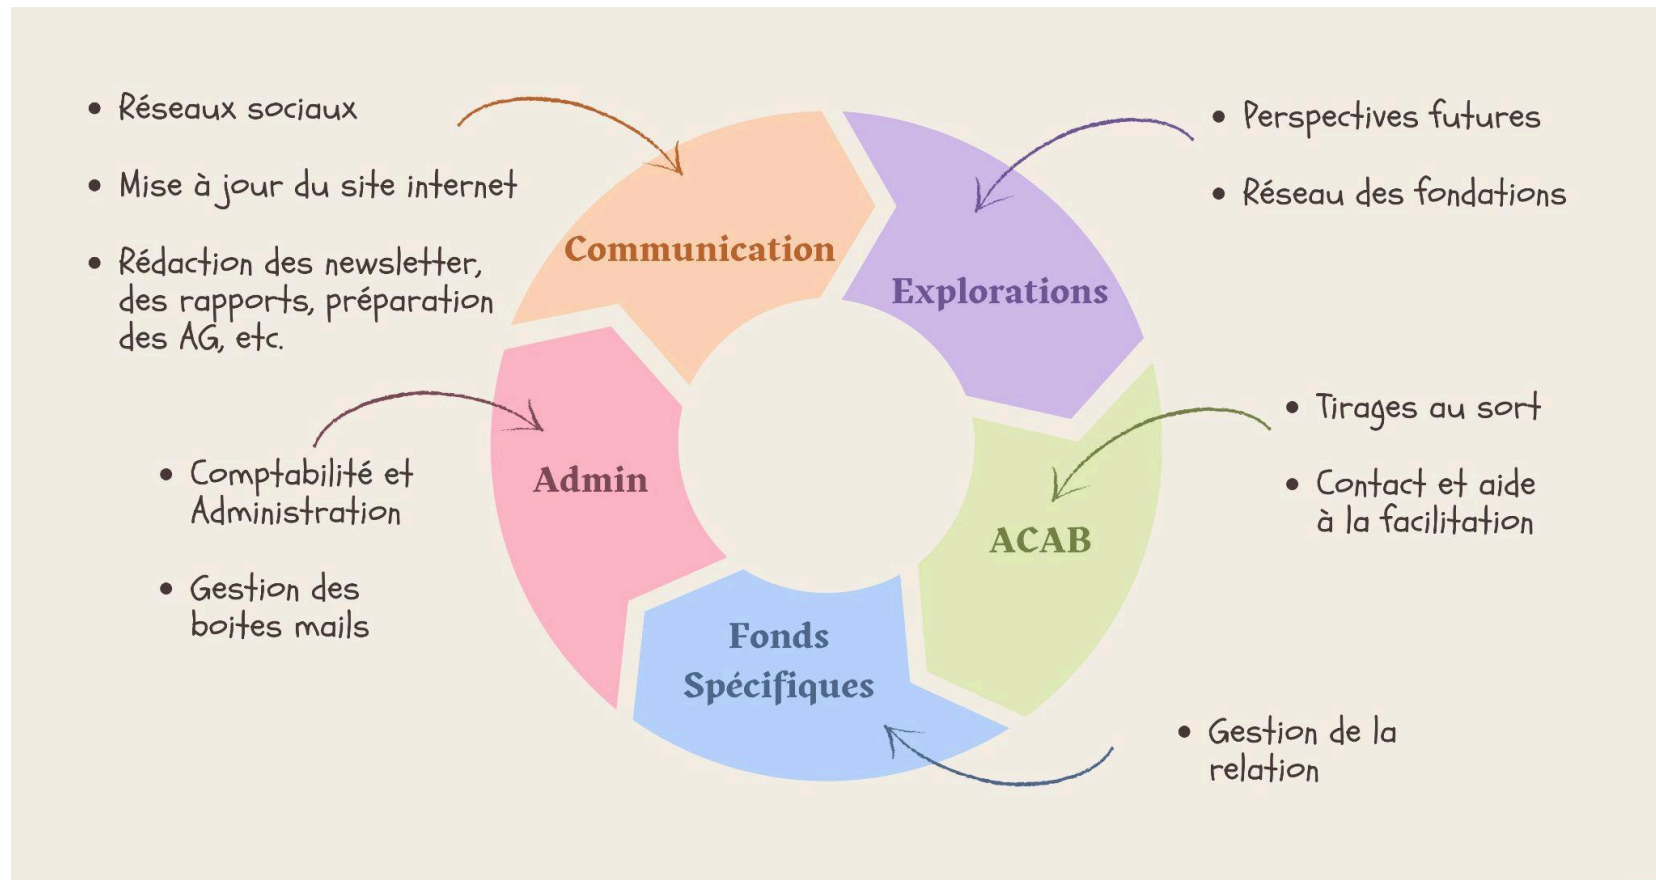 Réseaux sociaux
Mise à jour du site internet
Rédaction des newsletter,
des rapports, préparation
des AG, etc.
Communication
Perspectives futures
Réseau des fondations
Explorations
Tirages au sort
Contact et aide
à la facilitation
ACAB
Gestion de la
relation
Fonds
Spécifiques
Comptabilité et
Administration
Gestion des
boites mails
Admin